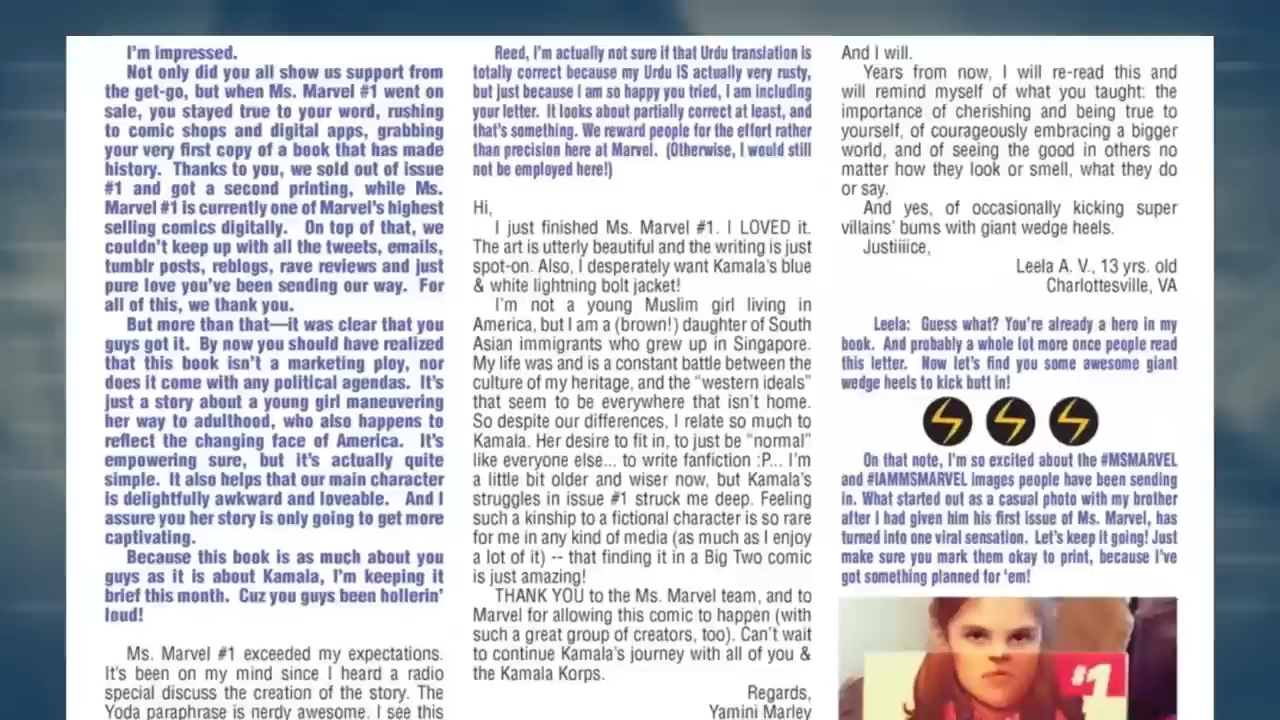 I'm impressed.
Not only did you all show us support from
the get-go, but when Ms. Marvel #1 went on
sale, you stayed true to your word, rushing
to comic shops and digital apps, grabbing
your very first copy of a book that has made
history. Thanks to you, we sold out of issue
#1 and got a second printing, while Ms.
Marvel #1 is currently one of Marvel's highest
selling comics digitally. On top of that, we
couldn't keep up with all the tweets, emails,
tumblr posts, reblogs, rave reviews and just
pure love you've been sending our way. For
all of this, we thank you.
But more than that—it was clear that you
guys got it. By now you should have realized
that this book isn't a marketing ploy, nor
does it come with any political agendas. It's
just a story about a young girl maneuvering
her way to adulthood, who also happens to
reflect the changing face of America. It's
empowering sure, but it's actually quite
simple. It also helps that our main character
is delightfully awkward and loveable. And I
assure you her story is only going to get more
captivating.
Because this book is as much about you
guys as it is about Kamala, I'm keeping it
brief this month. Cuz you guys been hollerin'
loud!
Ms. Marvel #1 exceeded my expectations.
It's been on my mind since I heard a radio
special discuss the creation of the story. The
Yoda paraphrase is nerdy awesome. I see this
Reed, I'm actually not sure if that Urdu translation is
totally correct because my Urdu IS actually very rusty,
but just because I am so happy you tried, I am including
your letter. It looks about partially correct at least, and
that's something. We reward people for the effort rather
than precision here at Marvel. (Otherwise, I would still
not be employed here!)
Hi,
I just finished Ms. Marvel #1. I LOVED it.
The art is utterly beautiful and the writing is just
spot-on. Also, I desperately want Kamala's blue
& white lightning bolt jacket!
I'm not a young Muslim girl living in
America, but I am a (brown!) daughter of South
Asian immigrants who grew up in Singapore.
My life was and is a constant battle between the
culture of my heritage, and the "western ideals"
that seem to be everywhere that isn't home.
So despite our differences, I relate so much to
Kamala. Her desire to fit in, to just be "normal"
like everyone else... to write fanfiction :P... I'm
a little bit older and wiser now, but Kamala's
struggles in issue #1 struck me deep. Feeling
such a kinship to a fictional character is so rare
for me in any kind of media (as much as I enjoy
a lot of it) -- that finding it in a Big Two comic
is just amazing!
THANK YOU to the Ms. Marvel team, and to
Marvel for allowing this comic to happen (with
such a great group of creators, too). Can't wait
to continue Kamala's journey with all of you &
the Kamala Korps.
Regards,
Yamini Marley
And I will.
Years from now, I will re-read this and
will remind myself of what you taught: the
importance of cherishing and being true to
yourself, of courageously embracing a bigger
world, and of seeing the good in others no
matter how they look or smell, what they do
or say.
And yes, of occasionally kicking super
villains' bums with giant wedge heels.
Justiiiice,
Leela A. V., 13 yrs. old
Charlottesville, VA
Leela: Guess what? You're already a hero in my
book. And probably a whole lot more once people read
this letter. Now let's find you some awesome giant
wedge heels to kick butt in!
On that note, I'm so excited about the #MSMARVEL
and #IAMMSMARVEL images people have been sending
in. What started out as a casual photo with my brother
after I had given him his first issue of Ms. Marvel, has
turned into one viral sensation. Let's keep it going! Just
make sure you mark them okay to print, because I've
got something planned for 'em!
#1